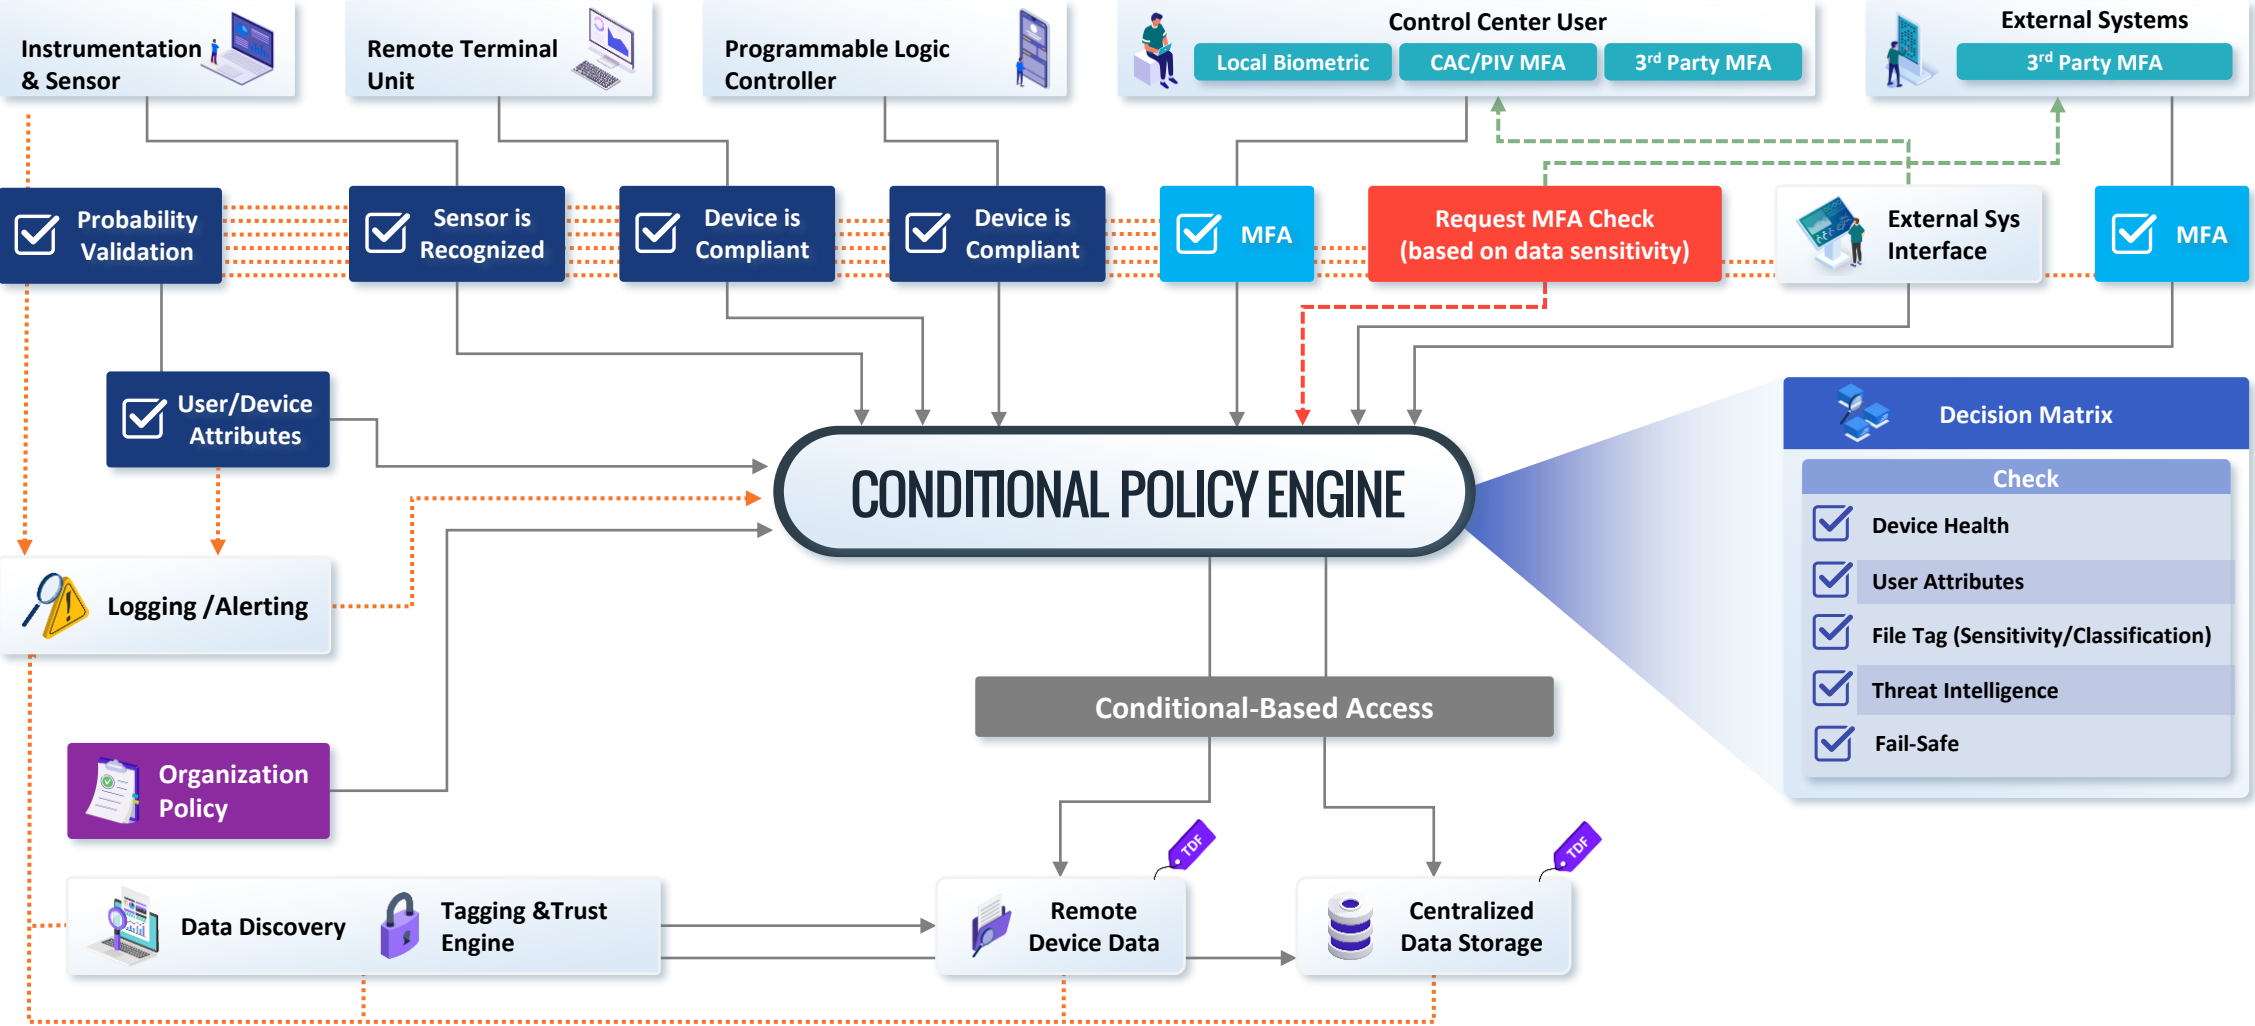 Instrumentation
& Sensor
Remote Terminal
Unit
Programmable Logic
Controller
Control Center User
Local Biometric
CAC/PIV MFA
3rd Party MFA
External Systems
3rd Party MFA
Probability
Validation
Sensor is
Recognized
Device is
Compliant
Device is
Compliant
MFA
Request MFA Check
(based on data sensitivity)
External Sys
Interface
MFA
User/Device
Attributes
CONDITIONAL POLICY ENGINE
Decision Matrix
Check
Device Health
User Attributes
File Tag (Sensitivity/Classification)
Threat Intelligence
Fail-Safe
Logging /Alerting
Conditional-Based Access
Organization
Policy
Data Discovery
Tagging &Trust
Engine
TDF
Remote
Device Data
TDF
Centralized
Data Storage